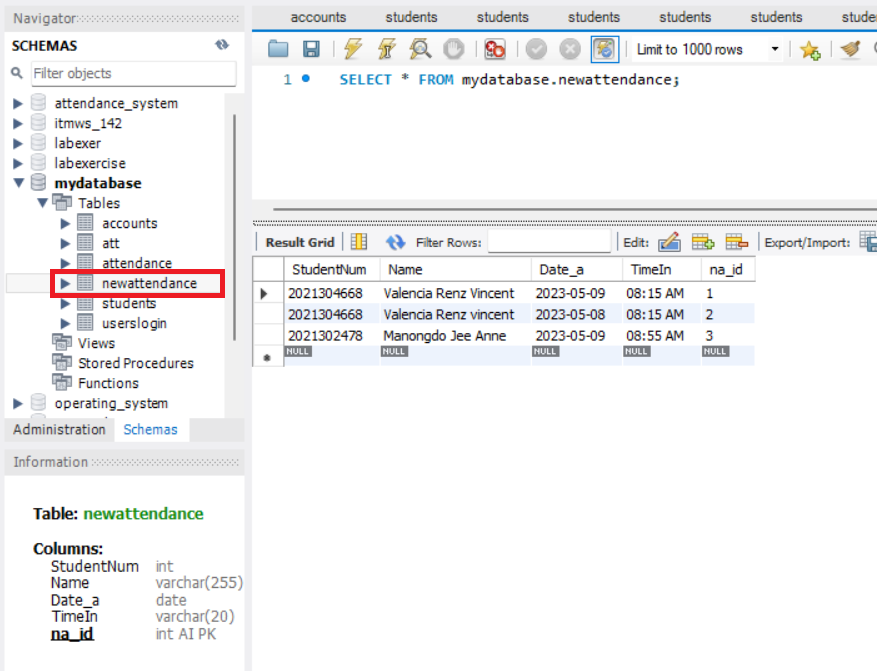 Navigator
SCHEMAS
Filter objects
attendance_system
itmws_142
labexer
labexercise
mydatabase
Tables
accounts
att
attendance
newattendance
students
userslogin
Views
Stored Procedures
Functions
operating_system
Administration Schemas
Information
Table: newattendance
Columns:
StudentNum int
Name varchar(255)
Date_a date
TimeIn varchar(20)
na_id int AI PK
accounts students students students students students
Limit to 1000 rows
1 SELECT * FROM mydatabase.newattendance;
Result Grid Filter Rows: Edit: Export/Import:
StudentNum Name Date_a TimeIn na_id
2021304668 Valencia Renz Vincent 2023-05-09 08:15 AM 1
2021304668 Valencia Renz vincent 2023-05-08 08:15 AM 2
2021302478 Manongdo Jee Anne 2023-05-09 08:55 AM 3
NULL NULL NULL NULL NULL